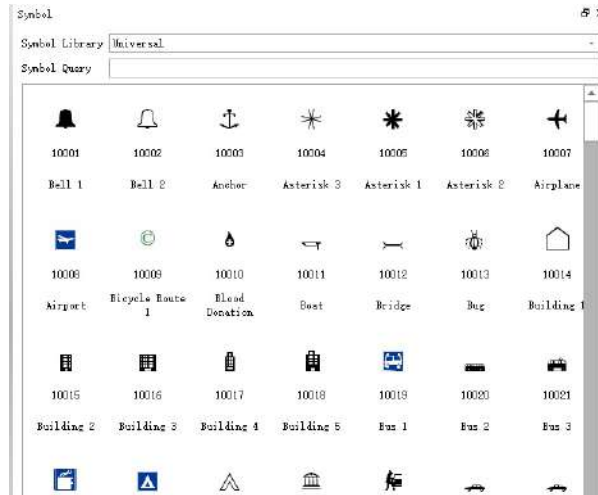 Symbol
Symbol Library Universal
Symbol Query
10001 10002 10003 10004 10005 10006 10007
Bell 1 Bell 2 Anchor Asterisk 3 Asterisk 1 Asterisk 2 Airplane
10008 10009 10010 10011 10012 10013 10014
Airport Bicycle Route 1 Blood Donation Boat Bridge Bug Building 1
10015 10016 10017 10018 10019 10020 10021
Building 2 Building 3 Building 4 Building 5 Bus 1 Bus 2 Bus 3